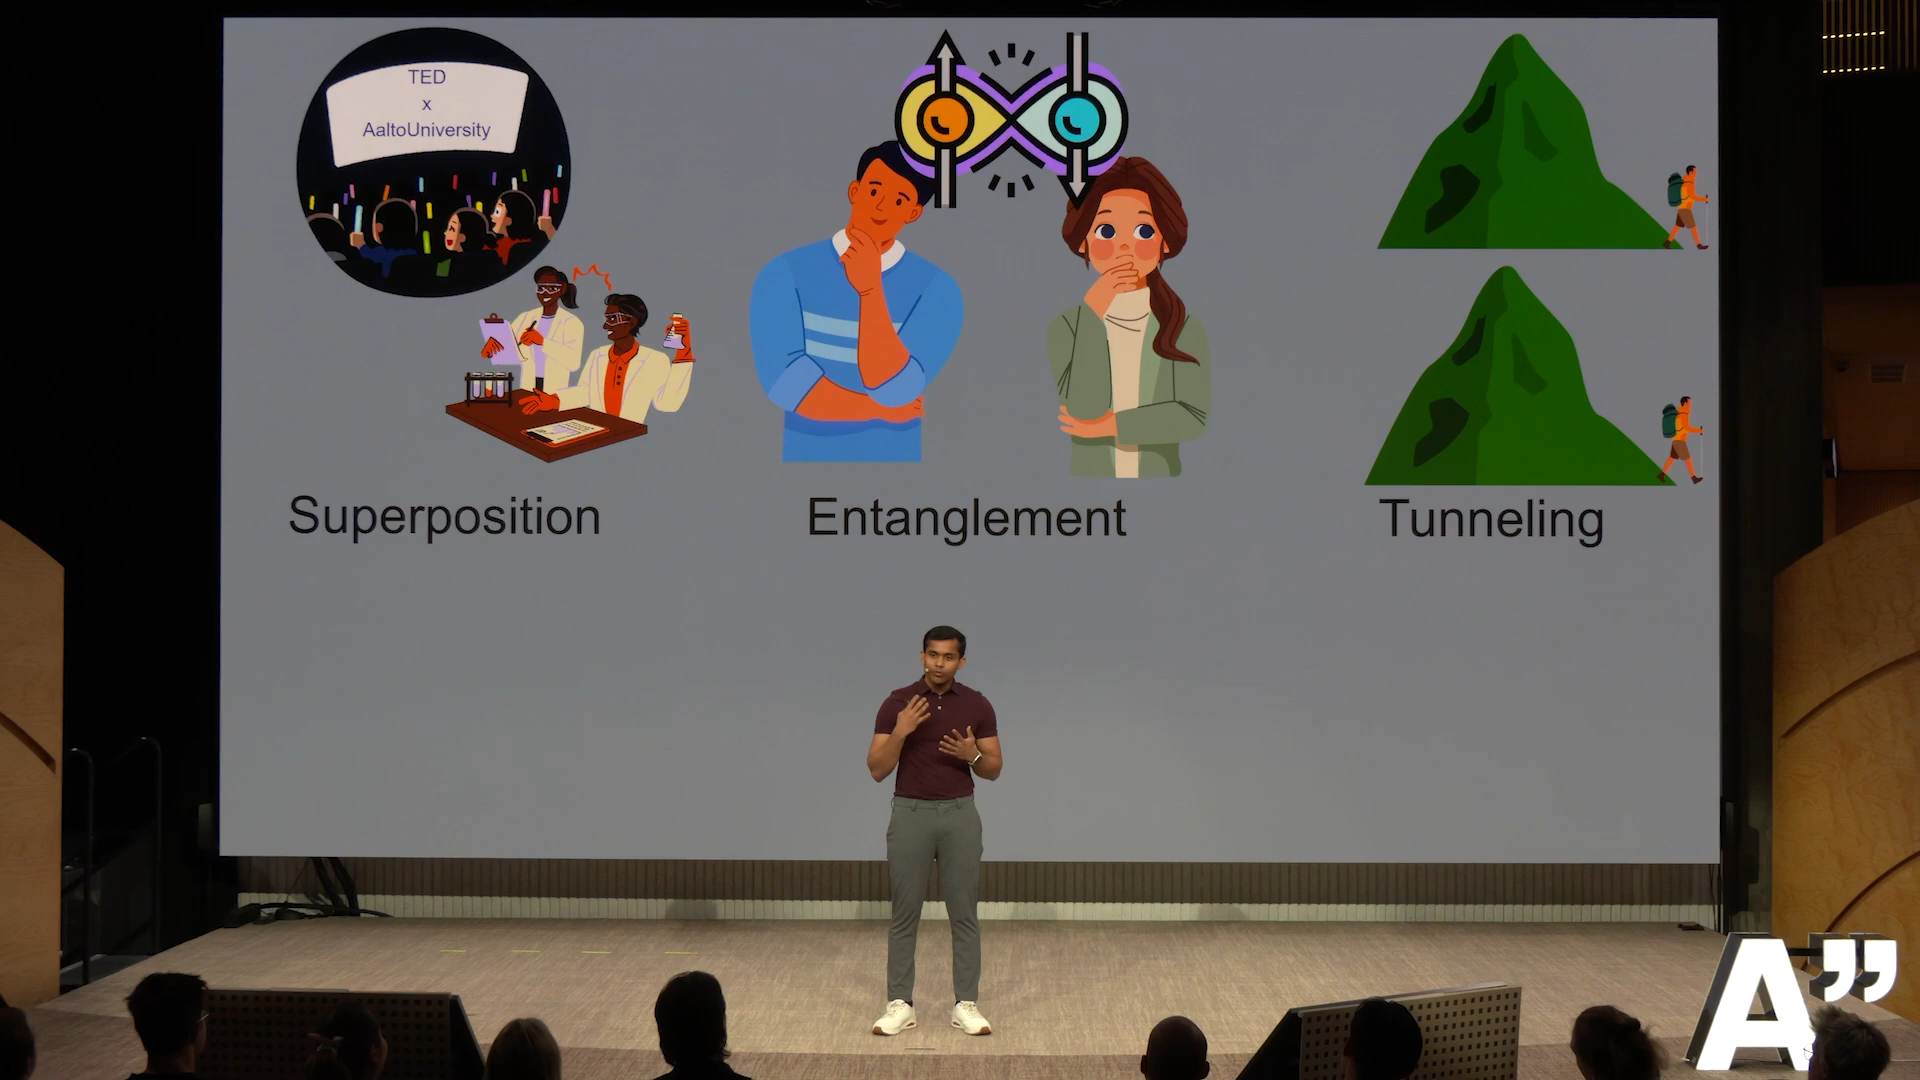 TED
x
AaltoUniversity
Superposition
Entanglement
Tunneling
A”